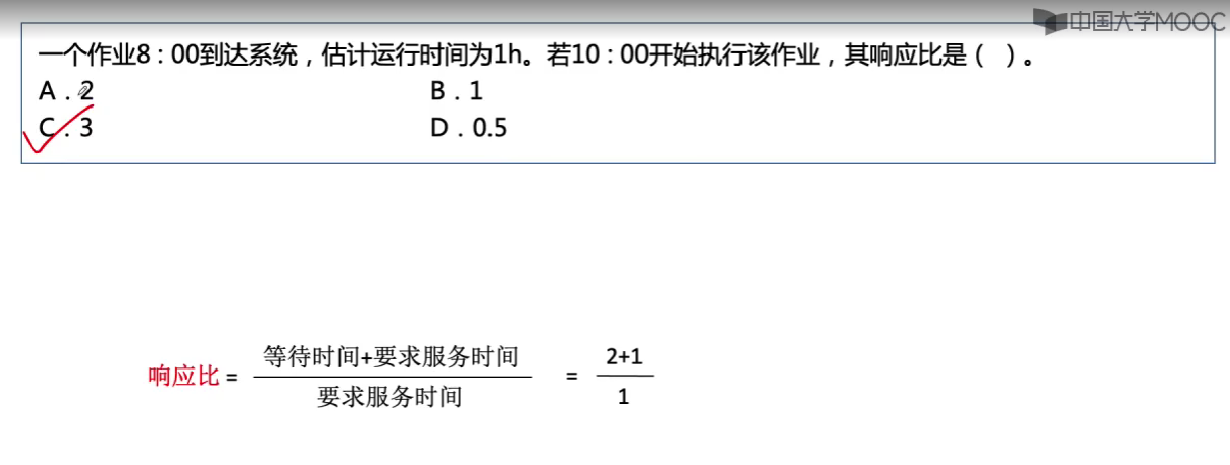 中国大学MOOC
一个作业8：00到达系统，估计运行时间为1h。若10：00开始执行该作业，其响应比是（ ）。
A．2 B．1
C．3 D．0.5
等待时间+要求服务时间 2+1
响应比 = =
要求服务时间 1